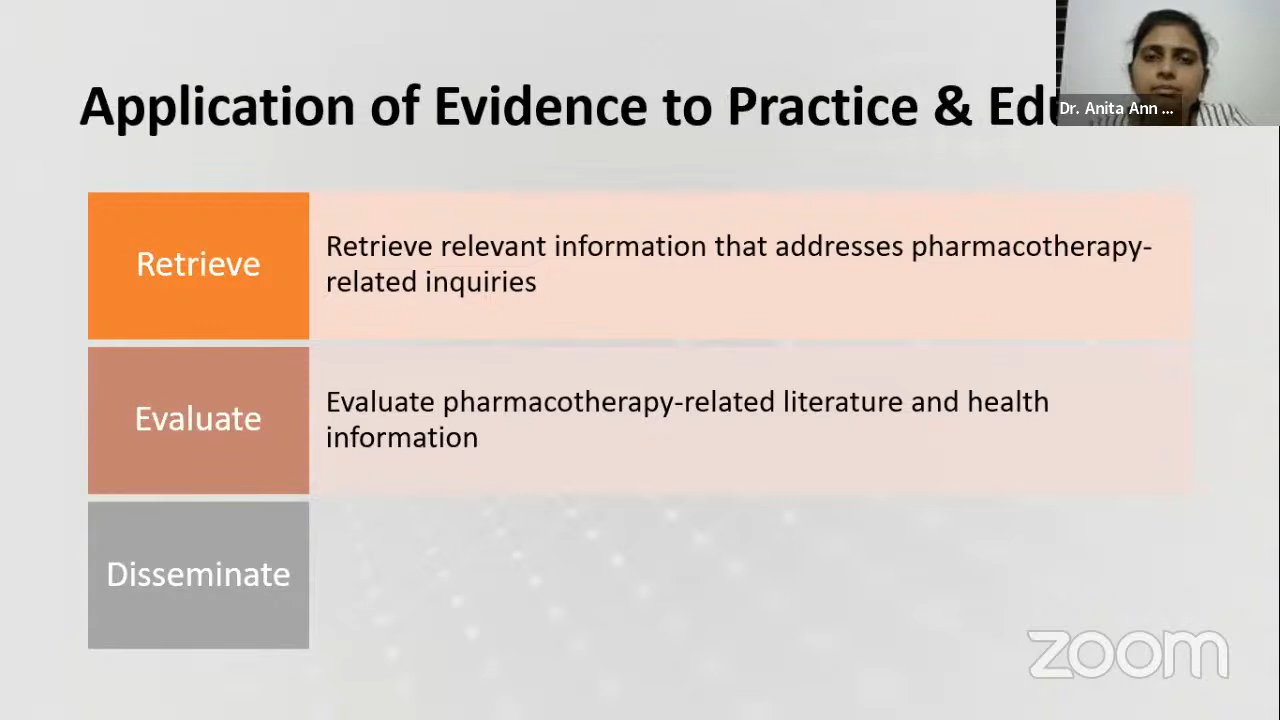 Application of Evidence to Practice &
Dr. Anita Ann ...
Retrieve
Retrieve relevant information that addresses pharmacotherapy-
related inquiries
Evaluate
Evaluate pharmacotherapy-related literature and health
information
Disseminate
zoom